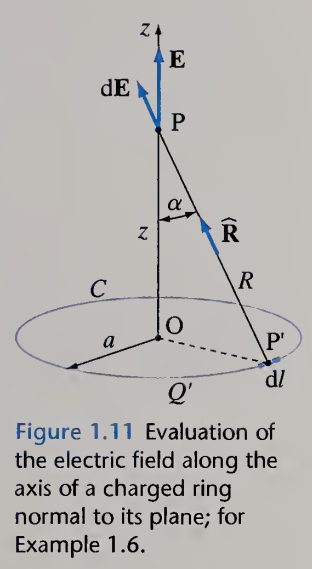 z
E
dE
P
α
z
R̂
R
C
O
a
P'
dl
Q'
Figure 1.11 Evaluation of
the electric field along the
axis of a charged ring
normal to its plane; for
Example 1.6.